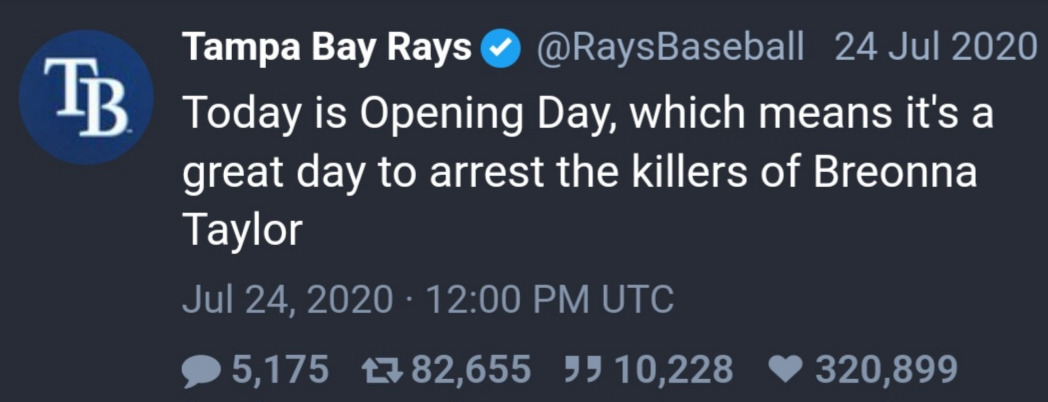 TB
Tampa Bay Rays @RaysBaseball 24 Jul 2020
Today is Opening Day, which means it's a
great day to arrest the killers of Breonna
Taylor
Jul 24, 2020 · 12:00 PM UTC
5,175 82,655 10,228 320,899